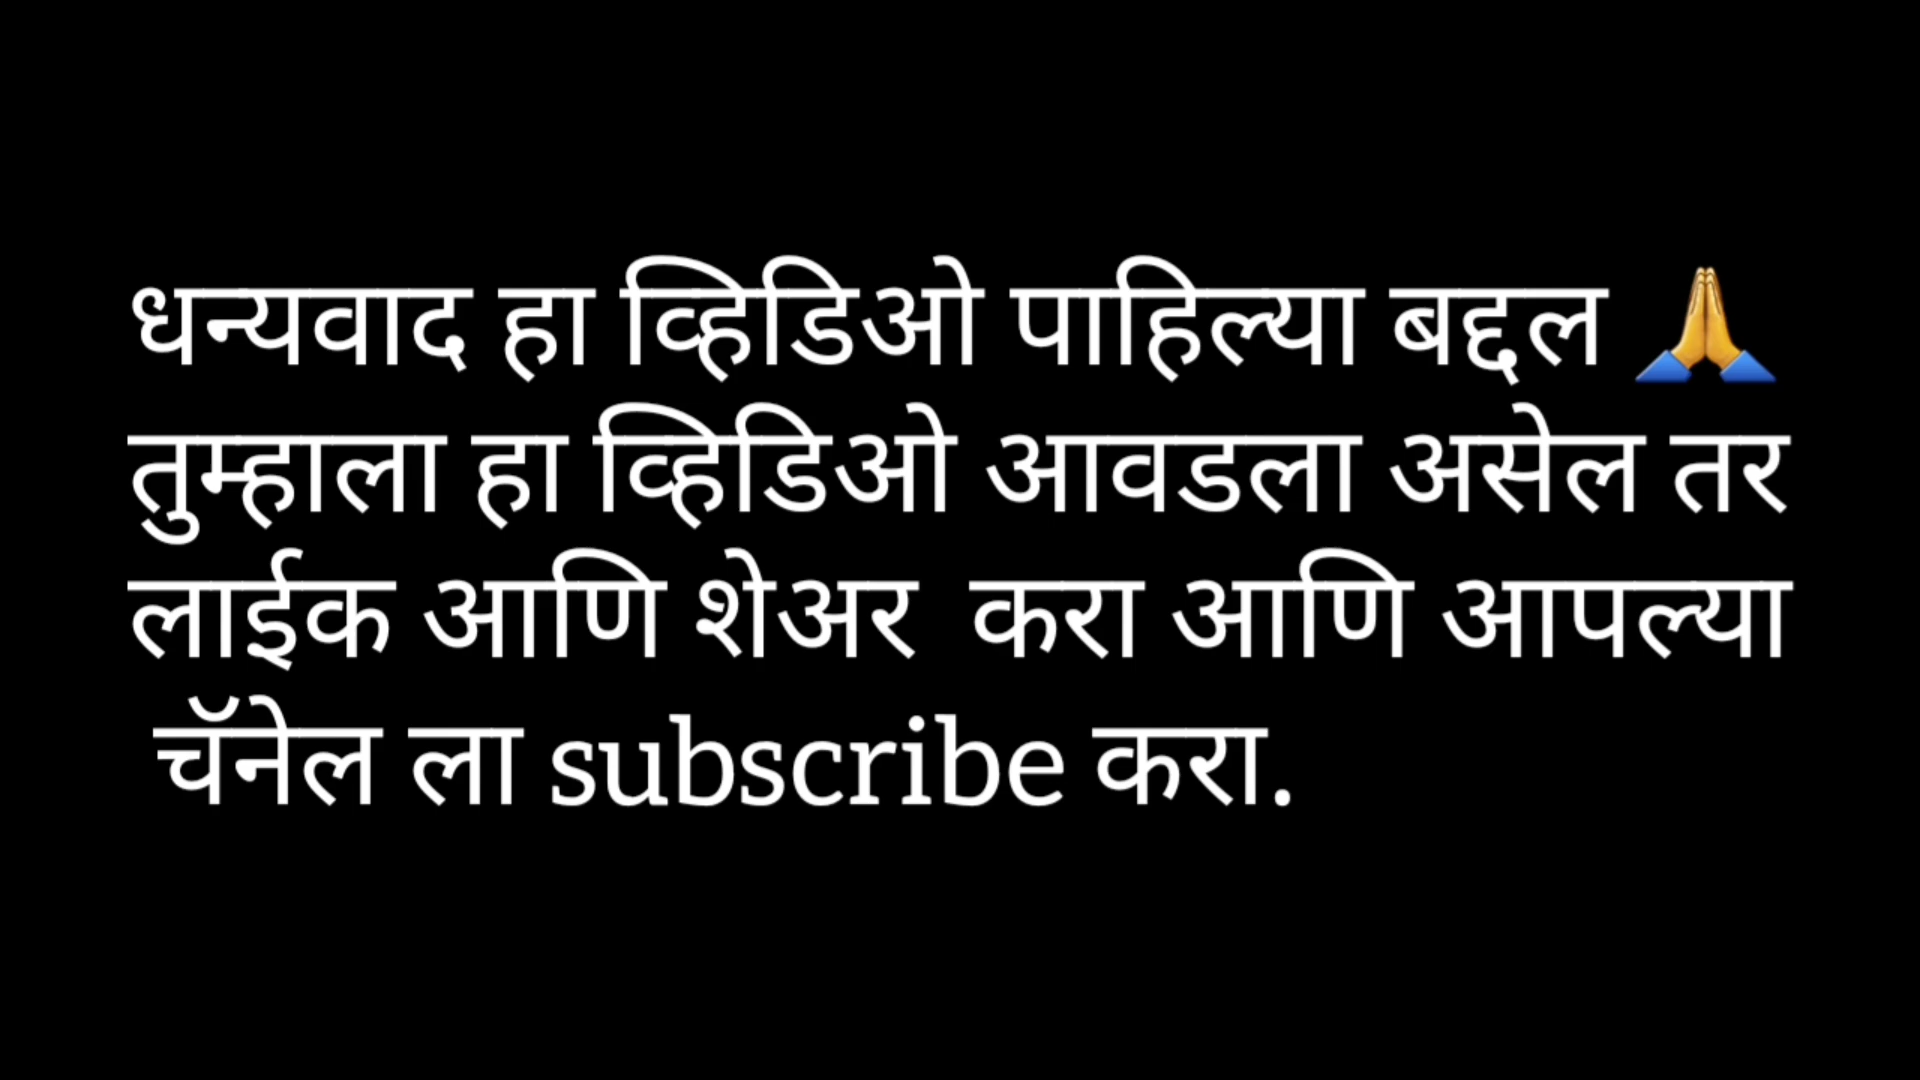 धन्यवाद हा व्हिडिओ पाहिल्या बद्दल 🙏
तुम्हाला हा व्हिडिओ आवडला असेल तर
लाईक आणि शेअर  करा आणि आपल्या
चॅनेल ला subscribe करा.